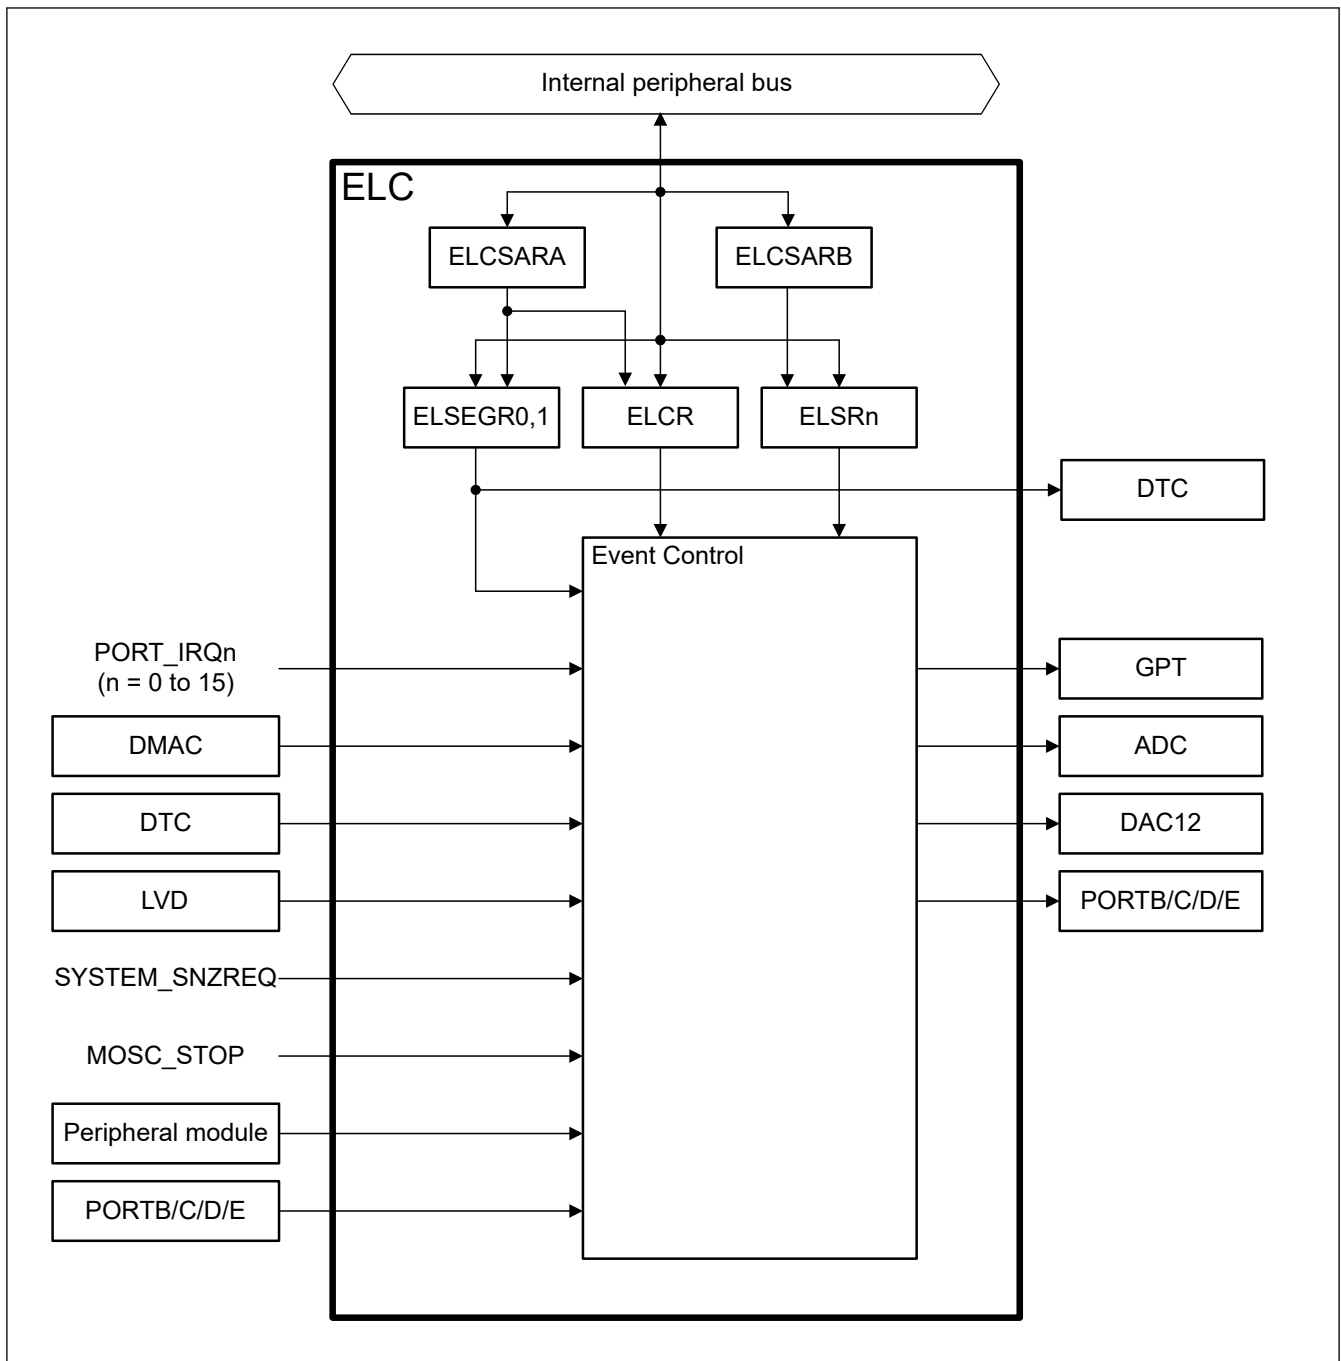 Internal peripheral bus
ELC
ELCSARA
ELCSARB
ELSEGR0,1
ELCR
ELSRn
DTC
Event Control
PORT_IRQn
(n = 0 to 15)
GPT
DMAC
ADC
DTC
DAC12
LVD
PORTB/C/D/E
SYSTEM_SNZREQ
MOSC_STOP
Peripheral module
PORTB/C/D/E